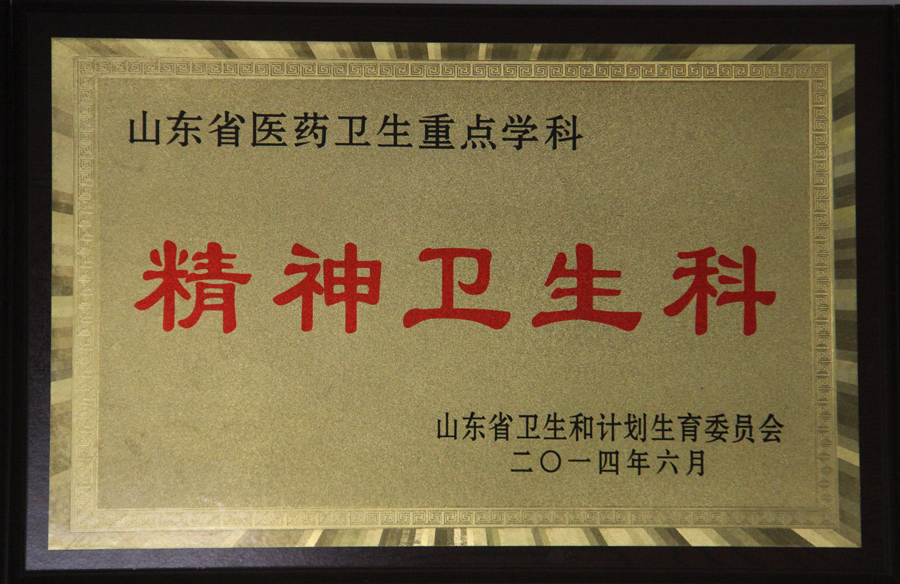 山东省医药卫生重点学科
精神卫生科
山东省卫生和计划生育委员会
二〇一四年六月